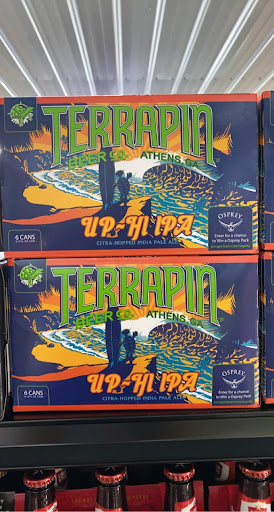 TERRAPIN
BEER CO. ATHENS, GA
UP-HI IPA
CITRA-HOPPED INDIA PALE ALE
6 CANS
OSPREY
Enter for a chance
to Win a Osprey Pack
TERRAPIN
BEER CO. ATHENS, GA
UP-HI IPA
CITRA-HOPPED INDIA PALE ALE
6 CANS
OSPREY
Enter for a chance
to Win a Osprey Pack